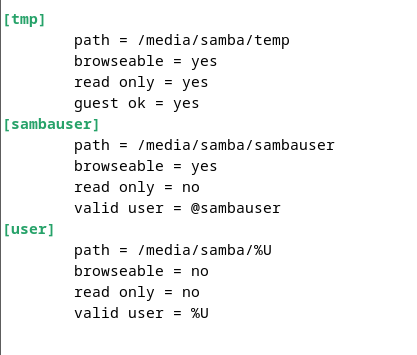 [tmp]
path = /media/samba/temp
browseable = yes
read only = yes
guest ok = yes
[sambauser]
path = /media/samba/sambauser
browseable = yes
read only = no
valid user = @sambauser
[user]
path = /media/samba/%U
browseable = no
read only = no
valid user = %U